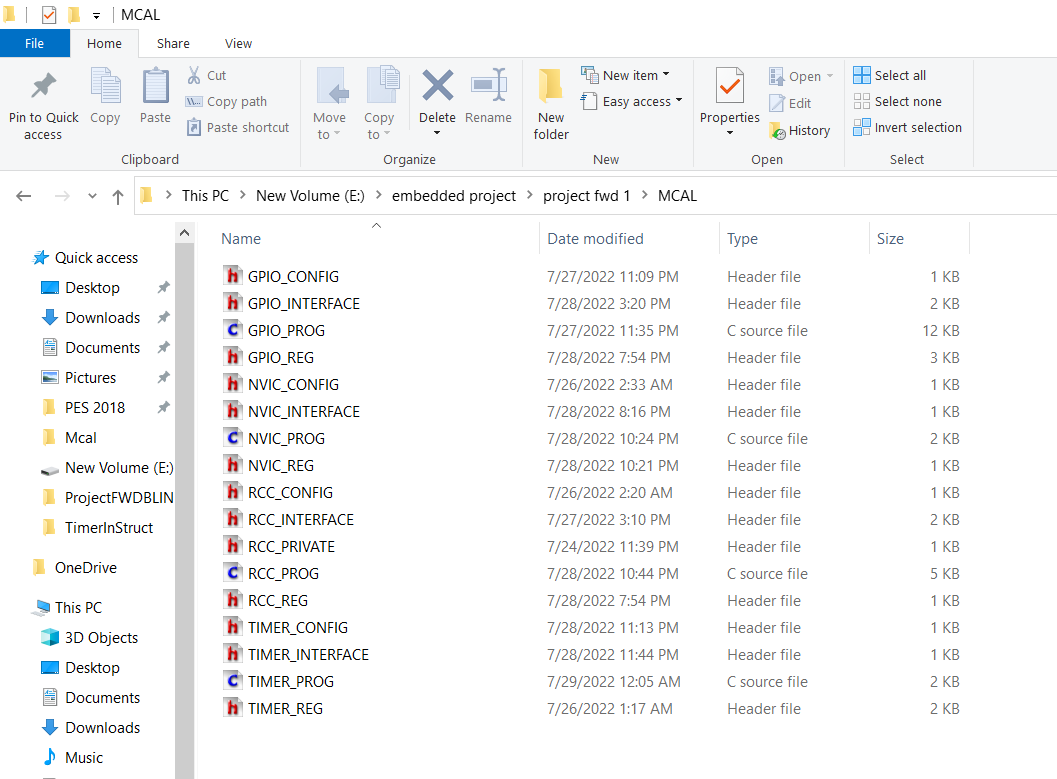 MCAL
File Home Share View
Pin to Quick access
Copy
Paste
Cut
Copy path
Paste shortcut
Clipboard
Move to
Copy to
Delete
Rename
Organize
New folder
New item
Easy access
New
Properties
Open
Edit
History
Open
Select all
Select none
Invert selection
Select
This PC > New Volume (E:) > embedded project > project fwd 1 > MCAL
Quick access
Desktop
Downloads
Documents
Pictures
PES 2018
Mcal
New Volume (E:)
ProjectFWDBLIN
TimerInStruct
OneDrive
This PC
3D Objects
Desktop
Documents
Downloads
Music
Name Date modified Type Size
GPIO_CONFIG 7/27/2022 11:09 PM Header file 1 KB
GPIO_INTERFACE 7/28/2022 3:20 PM Header file 2 KB
GPIO_PROG 7/27/2022 11:35 PM C source file 12 KB
GPIO_REG 7/28/2022 7:54 PM Header file 3 KB
NVIC_CONFIG 7/26/2022 2:33 AM Header file 1 KB
NVIC_INTERFACE 7/28/2022 8:16 PM Header file 1 KB
NVIC_PROG 7/28/2022 10:24 PM C source file 2 KB
NVIC_REG 7/28/2022 10:21 PM Header file 1 KB
RCC_CONFIG 7/26/2022 2:20 AM Header file 1 KB
RCC_INTERFACE 7/27/2022 3:10 PM Header file 2 KB
RCC_PRIVATE 7/24/2022 11:39 PM Header file 1 KB
RCC_PROG 7/28/2022 10:44 PM C source file 5 KB
RCC_REG 7/28/2022 7:54 PM Header file 1 KB
TIMER_CONFIG 7/28/2022 11:13 PM Header file 1 KB
TIMER_INTERFACE 7/28/2022 11:44 PM Header file 1 KB
TIMER_PROG 7/29/2022 12:05 AM C source file 2 KB
TIMER_REG 7/26/2022 1:17 AM Header file 2 KB